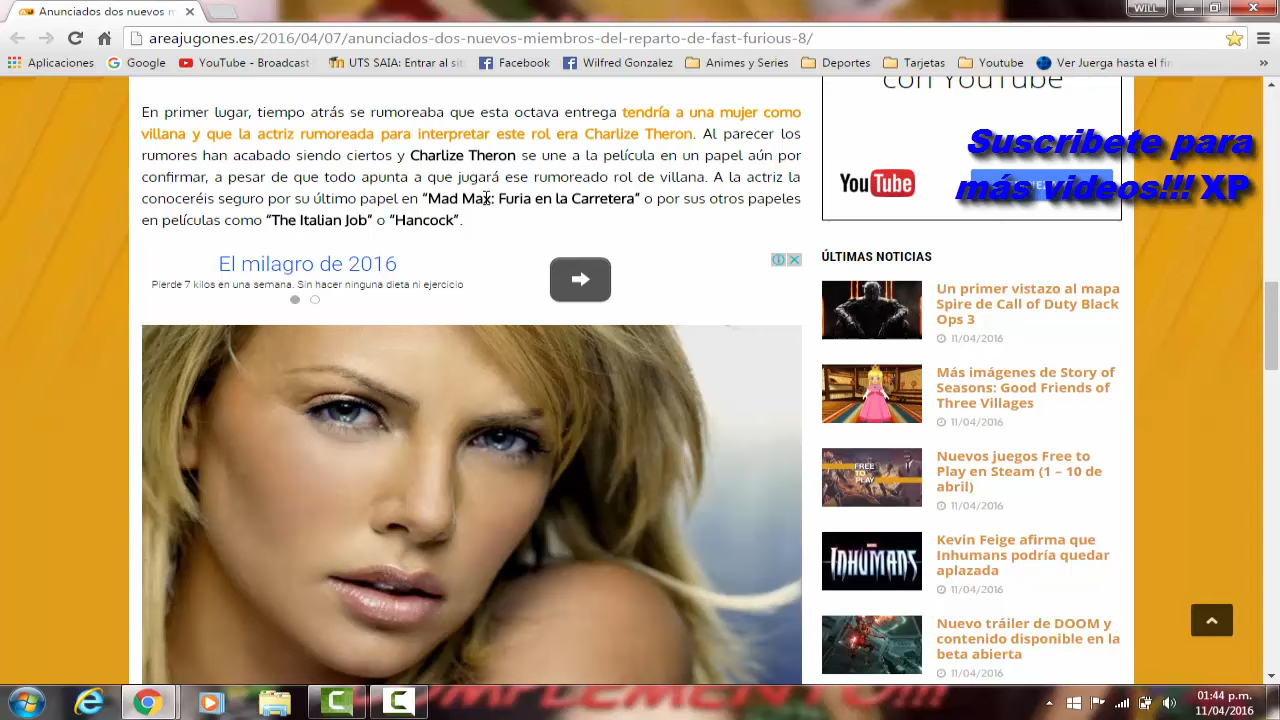 Anunciados dos nuevos m
WILL
areajugones.es/2016/04/07/anunciados-dos-nuevos-miembros-del-reparto-de-fast-furious-8/
Aplicaciones
Google
YouTube - Broadcast
UTS SAIA: Entrar al siti
Facebook
Wilfred Gonzalez
Animes y Series
Deportes
Tarjetas
Youtube
Ver Juerga hasta el fin
»
En primer lugar, tiempo atrás se rumoreaba que esta octava entrega tendría a una mujer como
villana y que la actriz rumoreada para interpretar este rol era Charlize Theron. Al parecer los
rumores han acabado siendo ciertos y Charlize Theron se une a la película en un papel aún por
confirmar, a pesar de que todo apunta a que jugará ese rumoreado rol de villana. A la actriz la
conoceréis seguro por su último papel en “Mad Max: Furia en la Carretera” o por sus otros papeles
en películas como “The Italian Job” o “Hancock”.
El milagro de 2016
Pierde 7 kilos en una semana. Sin hacer ninguna dieta ni ejercicio
con YouTube
YouTube
Suscribete para
más videos!!! XP
ÚLTIMAS NOTICIAS
Un primer vistazo al mapa
Spire de Call of Duty Black
Ops 3
11/04/2016
Más imágenes de Story of
Seasons: Good Friends of
Three Villages
11/04/2016
FREE
TO
PLAY
Nuevos juegos Free to
Play en Steam (1 – 10 de
abril)
11/04/2016
MARVEL
INHUMANS
Kevin Feige afirma que
Inhumans podría quedar
aplazada
11/04/2016
Nuevo tráiler de DOOM y
contenido disponible en la
beta abierta
11/04/2016
01:44 p.m.
11/04/2016